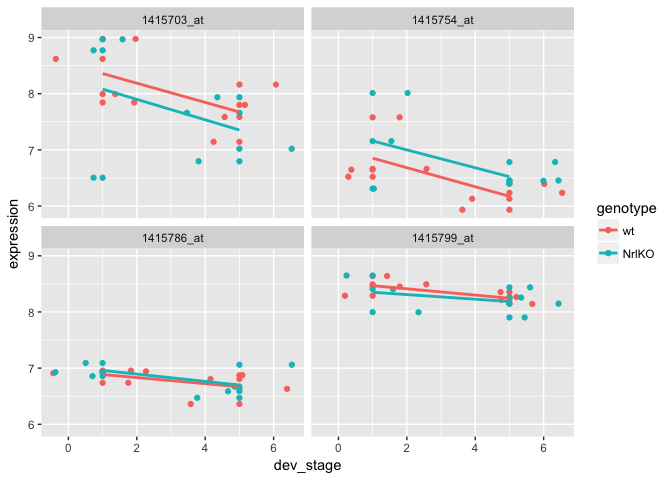 1415703_at 1415754_at
9
8
7
6
expression
genotype
wt
NrlKO
1415786_at 1415799_at
9
8
7
6
0 2 4 6 0 2 4 6
dev_stage